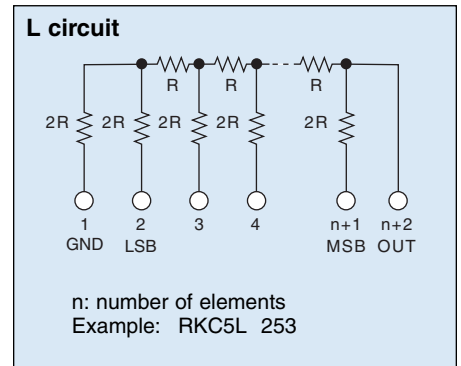 L circuit
R R R
2R 2R 2R 2R 2R
1 2 3 4 n+1 n+2
GND LSB MSB OUT
n: number of elements
Example: RKC5L 253